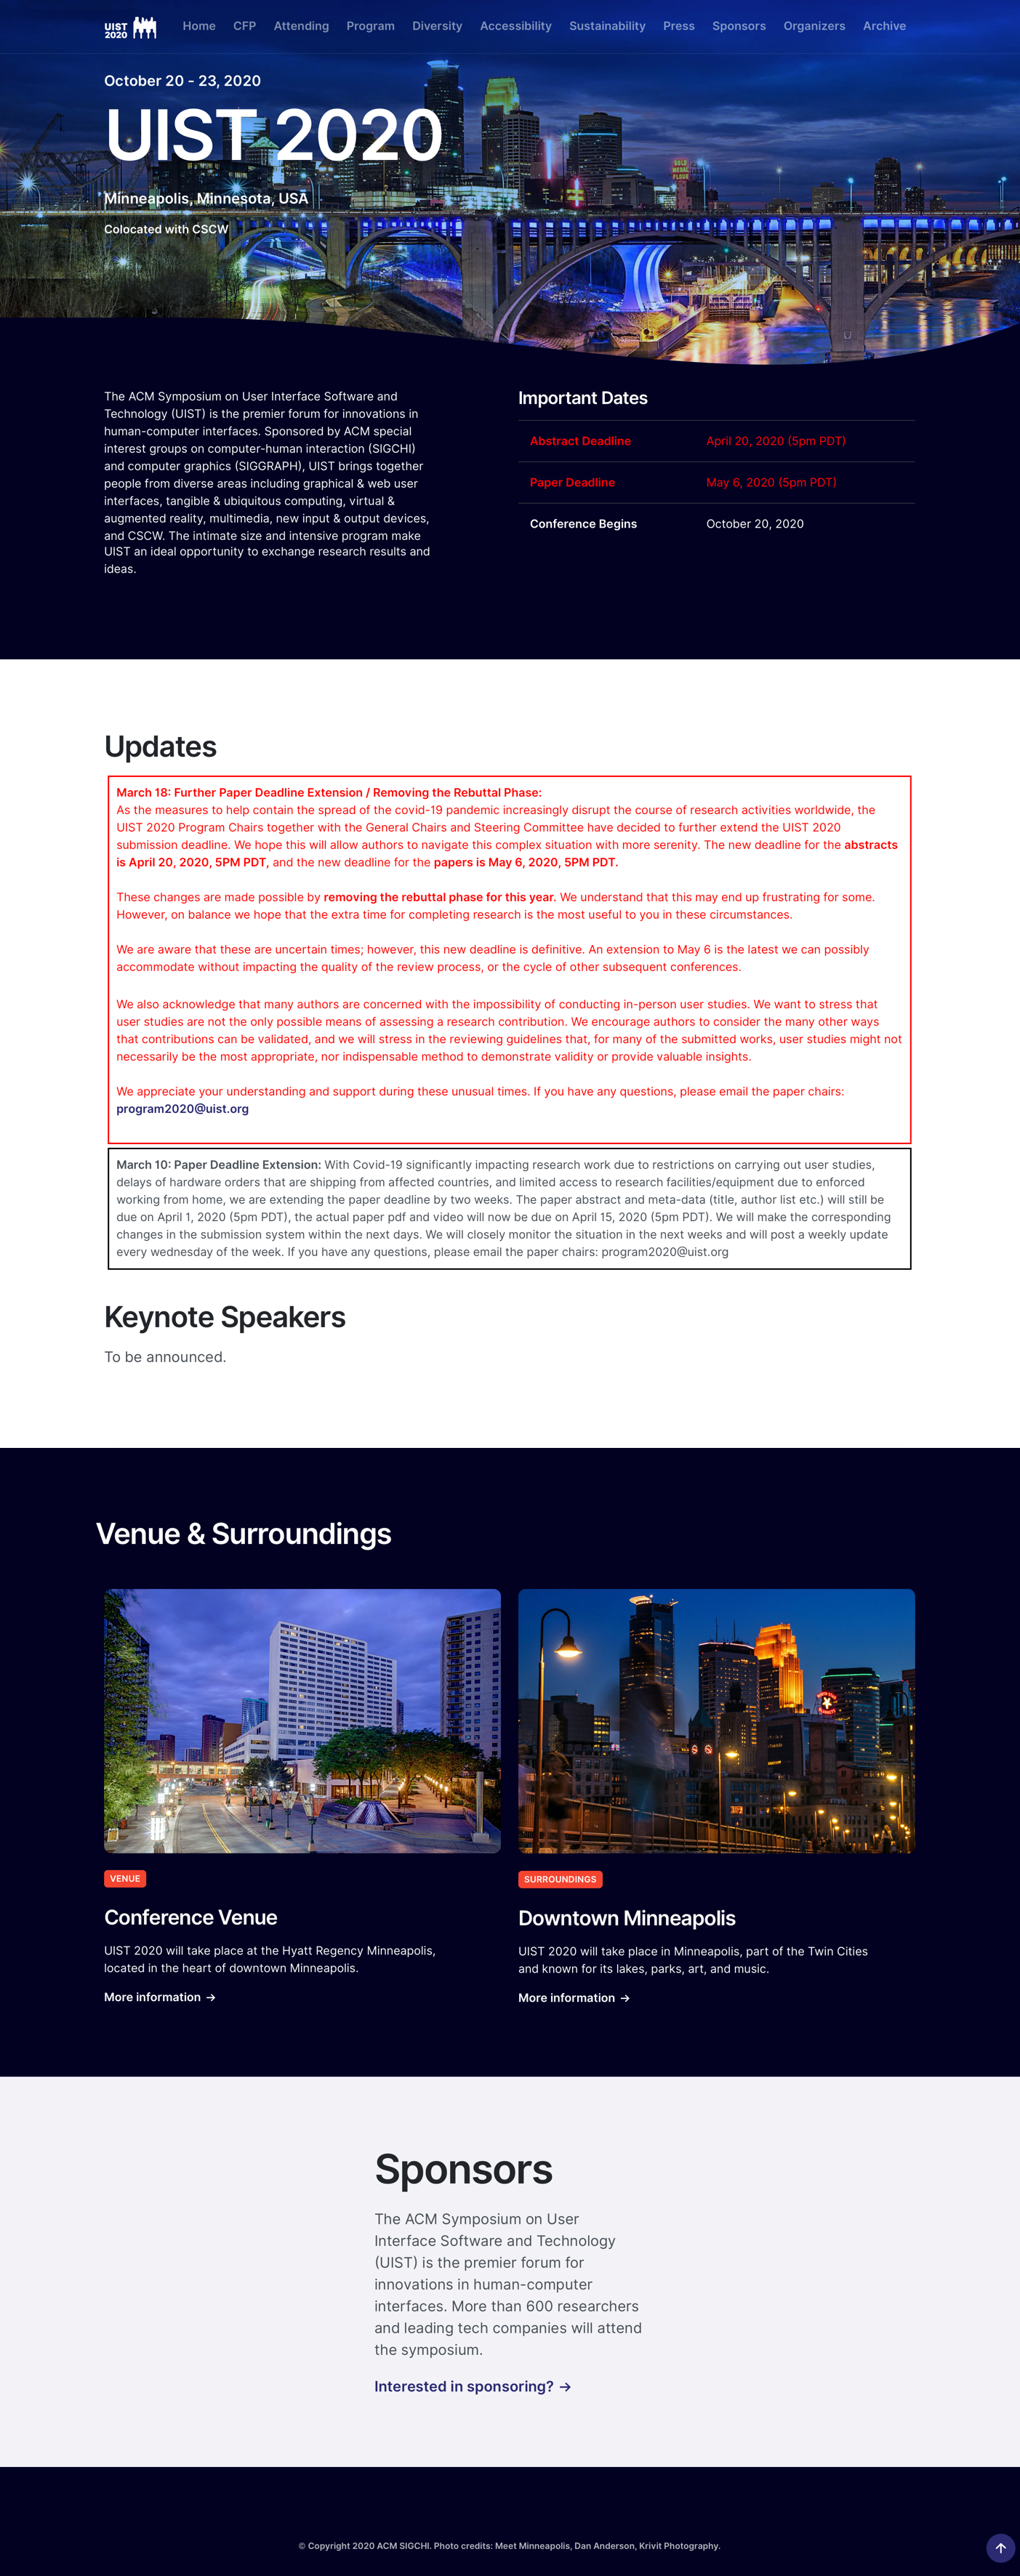 UIST
2020
Home CFP Attending Program Diversity Accessibility Sustainability Press Sponsors Organizers Archive
October 20 - 23, 2020
UIST 2020
GOLD
MEDAL
FLOUR
Minneapolis, Minnesota, USA
Colocated with CSCW
The ACM Symposium on User Interface Software and
Technology (UIST) is the premier forum for innovations in
human-computer interfaces. Sponsored by ACM special
interest groups on computer-human interaction (SIGCHI)
and computer graphics (SIGGRAPH), UIST brings together
people from diverse areas including graphical & web user
interfaces, tangible & ubiquitous computing, virtual &
augmented reality, multimedia, new input & output devices,
and CSCW. The intimate size and intensive program make
UIST an ideal opportunity to exchange research results and
ideas.
Important Dates
Abstract Deadline April 20, 2020 (5pm PDT)
Paper Deadline May 6, 2020 (5pm PDT)
Conference Begins October 20, 2020
Updates
March 18: Further Paper Deadline Extension / Removing the Rebuttal Phase:
As the measures to help contain the spread of the covid-19 pandemic increasingly disrupt the course of research activities worldwide, the
UIST 2020 Program Chairs together with the General Chairs and Steering Committee have decided to further extend the UIST 2020
submission deadline. We hope this will allow authors to navigate this complex situation with more serenity. The new deadline for the abstracts
is April 20, 2020, 5PM PDT, and the new deadline for the papers is May 6, 2020, 5PM PDT.
These changes are made possible by removing the rebuttal phase for this year. We understand that this may end up frustrating for some.
However, on balance we hope that the extra time for completing research is the most useful to you in these circumstances.
We are aware that these are uncertain times; however, this new deadline is definitive. An extension to May 6 is the latest we can possibly
accommodate without impacting the quality of the review process, or the cycle of other subsequent conferences.
We also acknowledge that many authors are concerned with the impossibility of conducting in-person user studies. We want to stress that
user studies are not the only possible means of assessing a research contribution. We encourage authors to consider the many other ways
that contributions can be validated, and we will stress in the reviewing guidelines that, for many of the submitted works, user studies might not
necessarily be the most appropriate, nor indispensable method to demonstrate validity or provide valuable insights.
We appreciate your understanding and support during these unusual times. If you have any questions, please email the paper chairs:
program2020@uist.org
March 10: Paper Deadline Extension: With Covid-19 significantly impacting research work due to restrictions on carrying out user studies,
delays of hardware orders that are shipping from affected countries, and limited access to research facilities/equipment due to enforced
working from home, we are extending the paper deadline by two weeks. The paper abstract and meta-data (title, author list etc.) will still be
due on April 1, 2020 (5pm PDT), the actual paper pdf and video will now be due on April 15, 2020 (5pm PDT). We will make the corresponding
changes in the submission system within the next days. We will closely monitor the situation in the next weeks and will post a weekly update
every wednesday of the week. If you have any questions, please email the paper chairs: program2020@uist.org
Keynote Speakers
To be announced.
Venue & Surroundings
VENUE
Conference Venue
UIST 2020 will take place at the Hyatt Regency Minneapolis,
located in the heart of downtown Minneapolis.
More information →
SURROUNDINGS
Downtown Minneapolis
UIST 2020 will take place in Minneapolis, part of the Twin Cities
and known for its lakes, parks, art, and music.
More information →
Sponsors
The ACM Symposium on User
Interface Software and Technology
(UIST) is the premier forum for
innovations in human-computer
interfaces. More than 600 researchers
and leading tech companies will attend
the symposium.
Interested in sponsoring? →
© Copyright 2020 ACM SIGCHI. Photo credits: Meet Minneapolis, Dan Anderson, Krivit Photography.